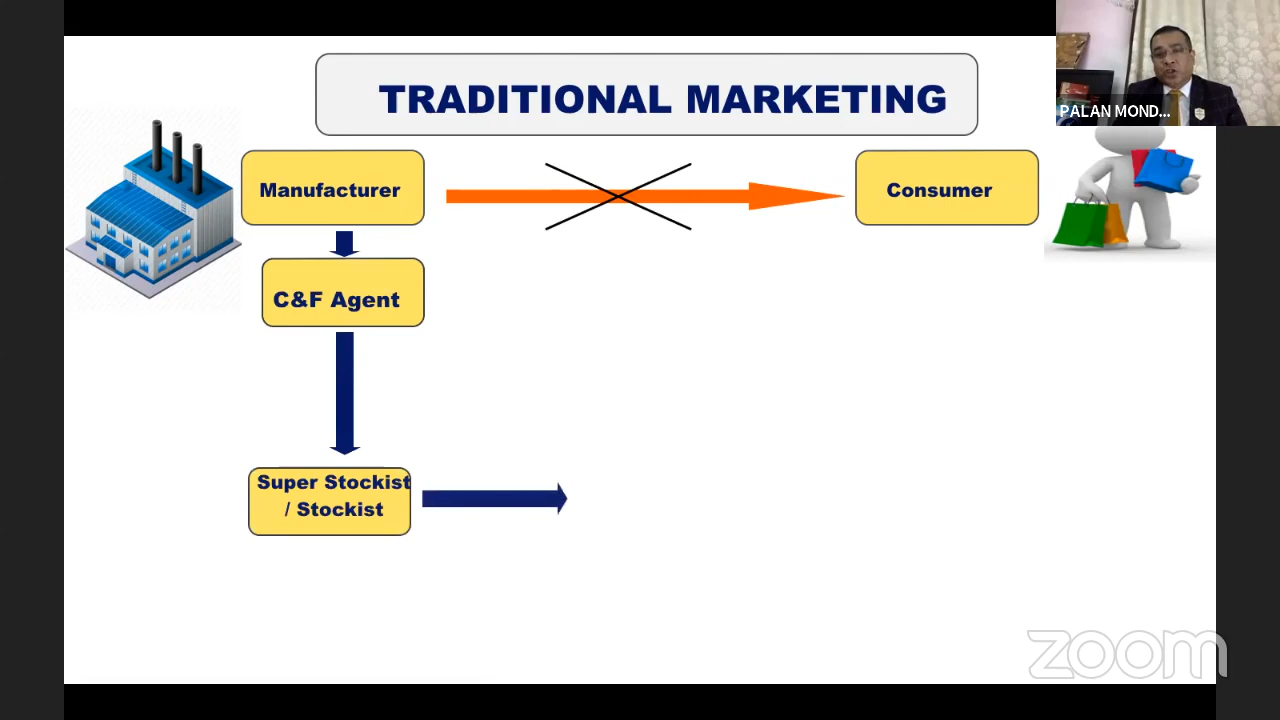 TRADITIONAL MARKETING
PALAN MOND...
Manufacturer
Consumer
C&F Agent
Super Stockist
/ Stockist
zoom